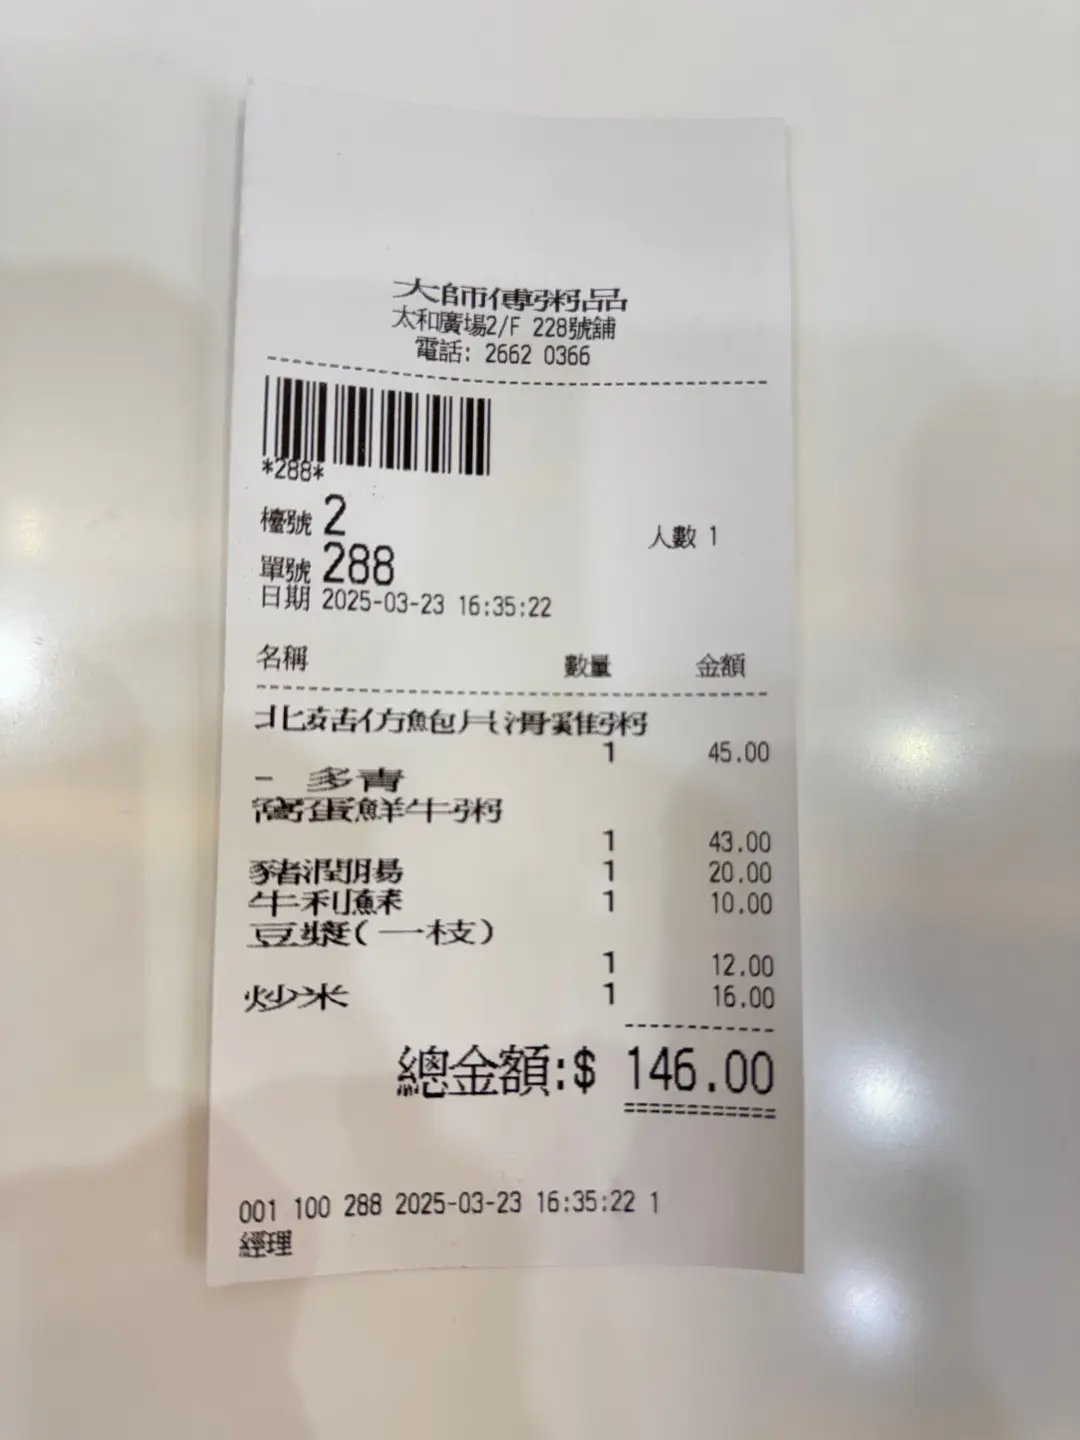 大師傅粥品
太和廣場2/F 228號舖
電話: 2662 0366
*288*
檯號 2
人數 1
單號 288
日期 2025-03-23 16:35:22
名稱 數量 金額
北菇仿鮑片滑雞粥
1 45.00
- 多青
窩蛋鮮牛粥
1 43.00
豬潤腸 1 20.00
牛利酥 1 10.00
豆漿(一枝)
1 12.00
炒米 1 16.00
總金額:$ 146.00
001 100 288 2025-03-23 16:35:22 1
經理